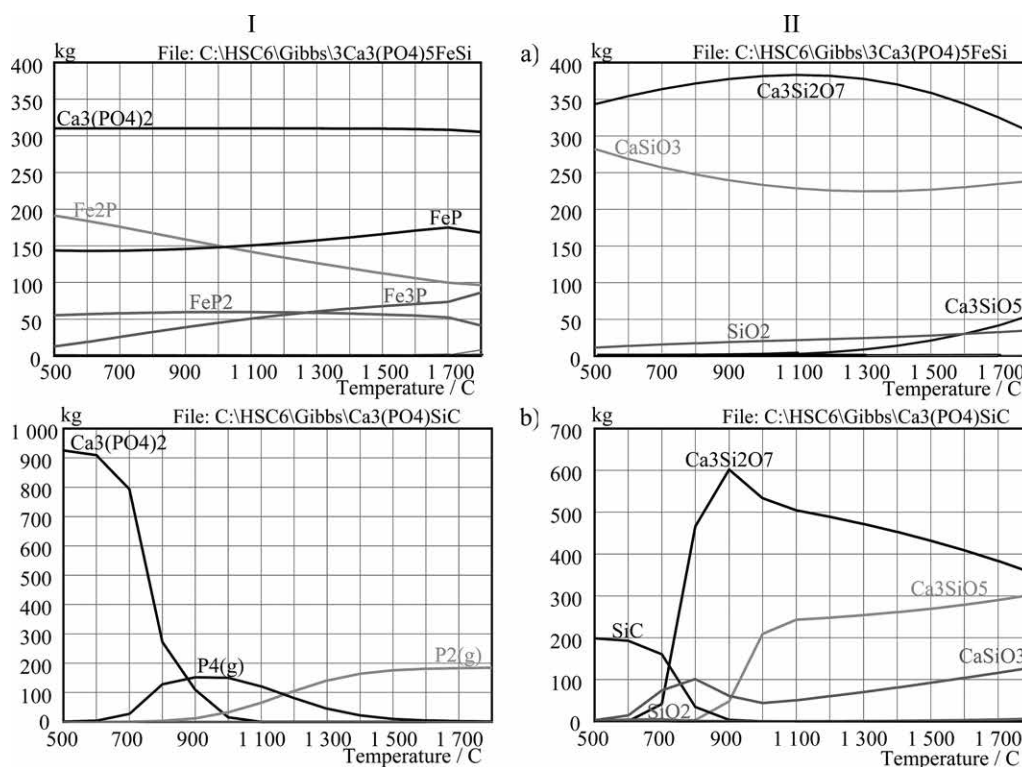 I
II
kg File: C:\HSC6\Gibbs\3Ca3(PO4)5FeSi
400
350
Ca3(PO4)2
300
250
200
Fe2P
FeP
150
100
FeP2
Fe3P
50
0
500 700 900 1 100 1 300 1 500 1 700
Temperature / C
a) kg File: C:\HSC6\Gibbs\3Ca3(PO4)5FeSi
400
350
Ca3Si2O7
300
CaSiO3
250
200
150
100
Ca3SiO5
50
SiO2
0
500 700 900 1 100 1 300 1 500 1 700
Temperature / C
kg File: C:\HSC6\Gibbs\Ca3(PO4)SiC
1 000
Ca3(PO4)2
900
800
700
600
500
400
300
200
P4(g)
P2(g)
100
0
500 700 900 1 100 1 300 1 500 1 700
Temperature / C
b) kg File: C:\HSC6\Gibbs\Ca3(PO4)SiC
700
Ca3Si2O7
600
500
400
300
Ca3SiO5
SiC
200
CaSiO3
100
SiO2
0
500 700 900 1 100 1 300 1 500 1 700
Temperature / C